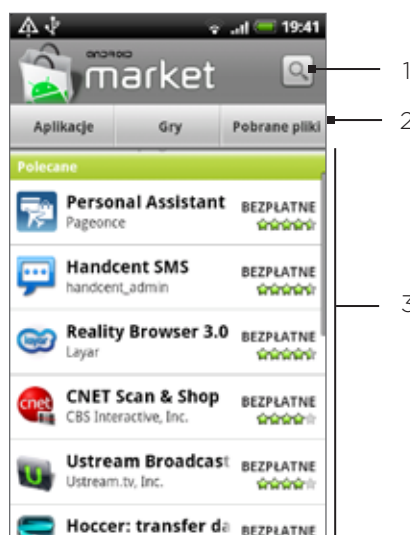 19:41
ANDROID
market
1
Aplikacje Gry Pobrane pliki
2
Polecane
Personal Assistant BEZPŁATNE
Pageonce
Handcent SMS BEZPŁATNE
handcent_admin
3
Reality Browser 3.0 BEZPŁATNE
layar
Layar
CNET Scan & Shop BEZPŁATNE
cnet
CBS Interactive, Inc.
Ustream Broadcast BEZPŁATNE
U
Ustream.tv, Inc.
Hoccer: transfer da BEZPŁATNE